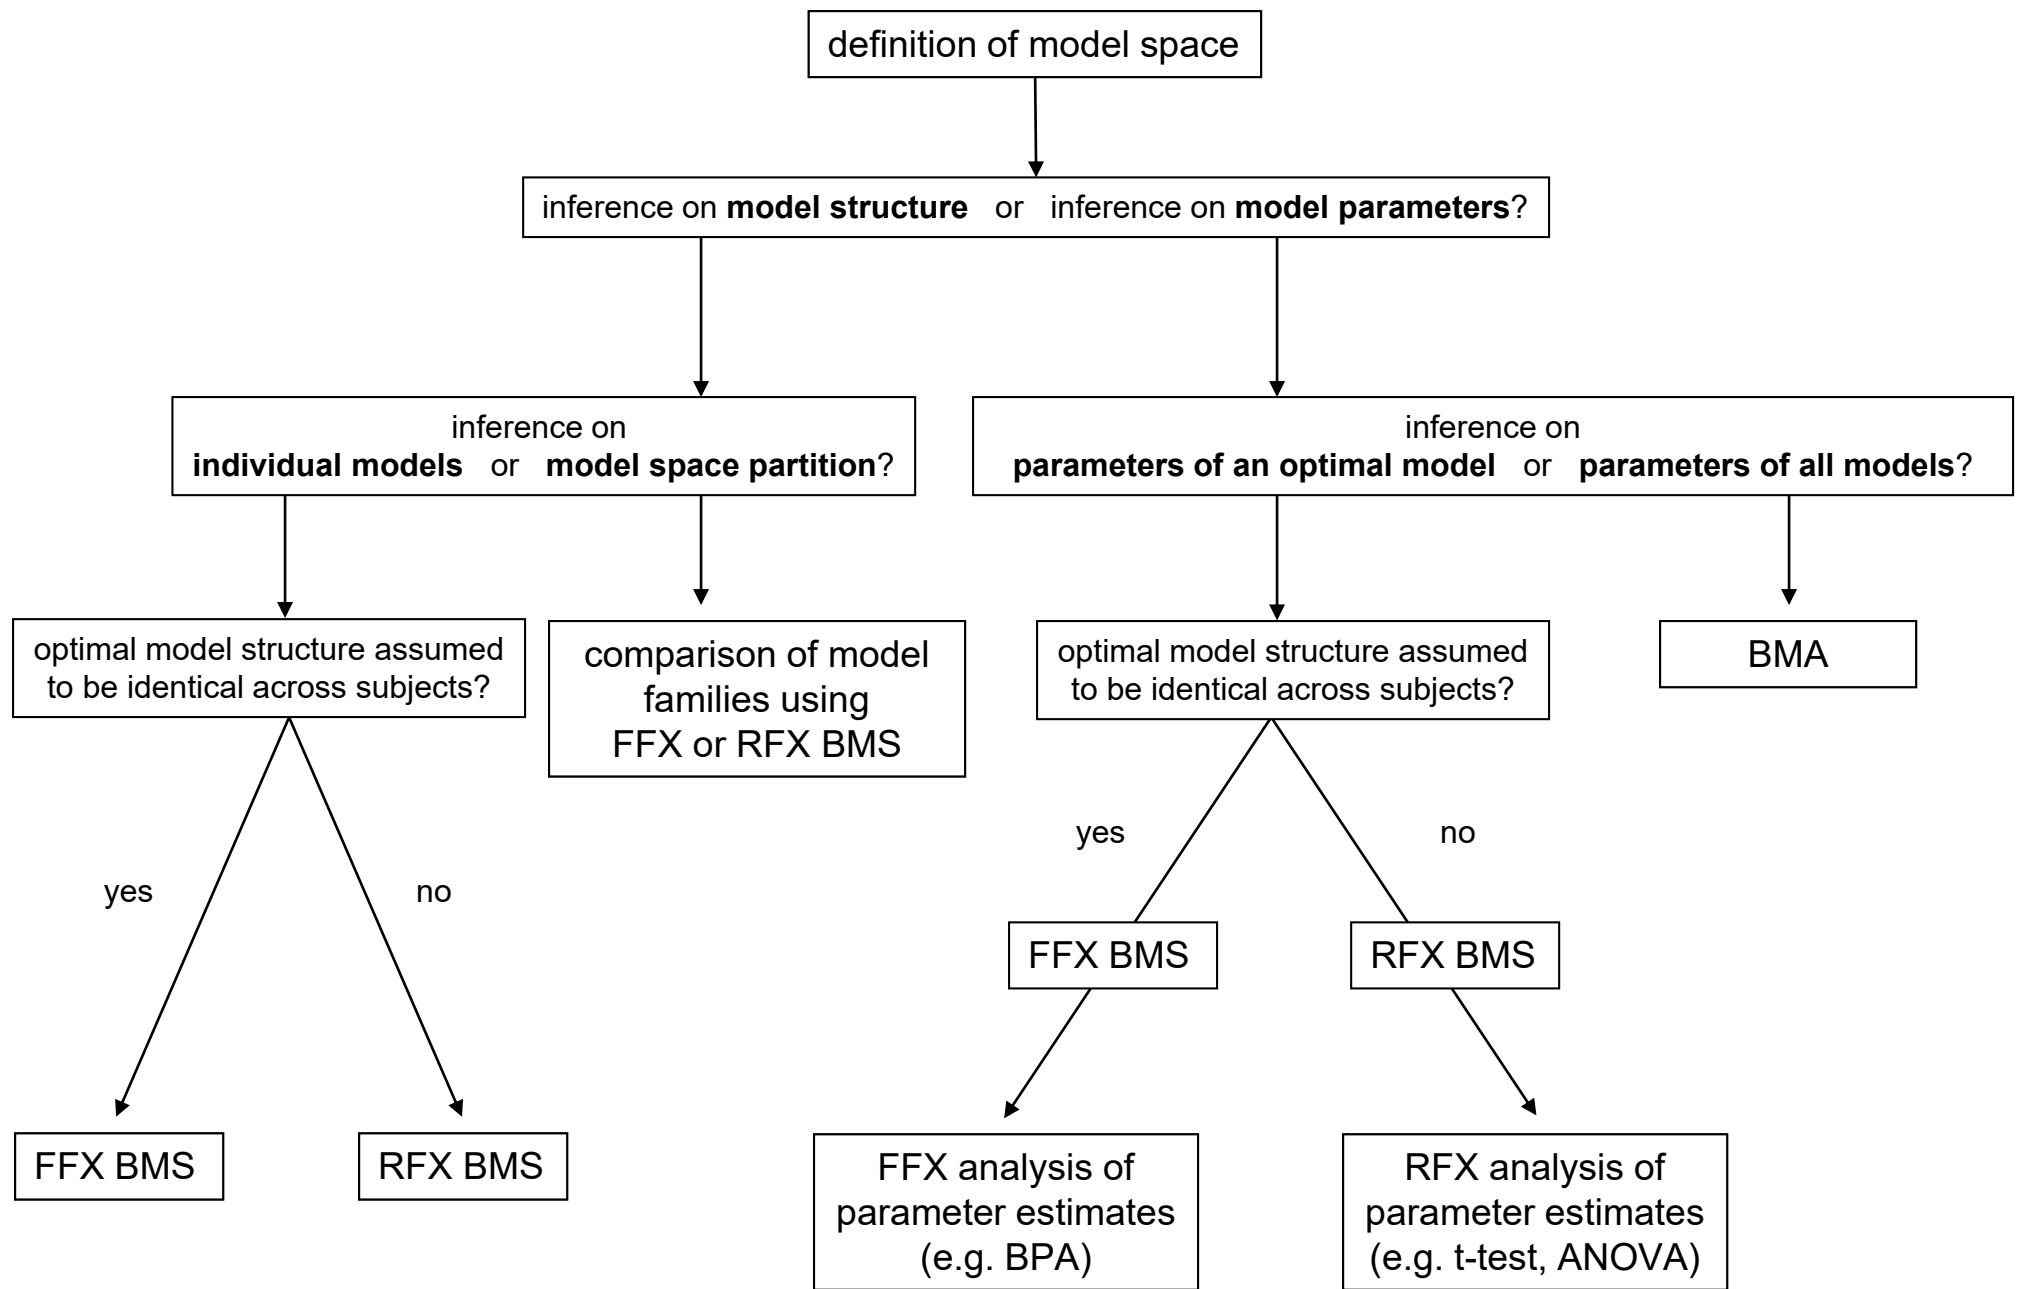 definition of model space
inference on model structure or inference on model parameters?
inference on
individual models or model space partition?
inference on
parameters of an optimal model or parameters of all models?
optimal model structure assumed
to be identical across subjects?
comparison of model
families using
FFX or RFX BMS
optimal model structure assumed
to be identical across subjects?
BMA
yes
no
yes
no
FFX BMS
RFX BMS
FFX BMS
RFX BMS
FFX analysis of
parameter estimates
(e.g. BPA)
RFX analysis of
parameter estimates
(e.g. t-test, ANOVA)